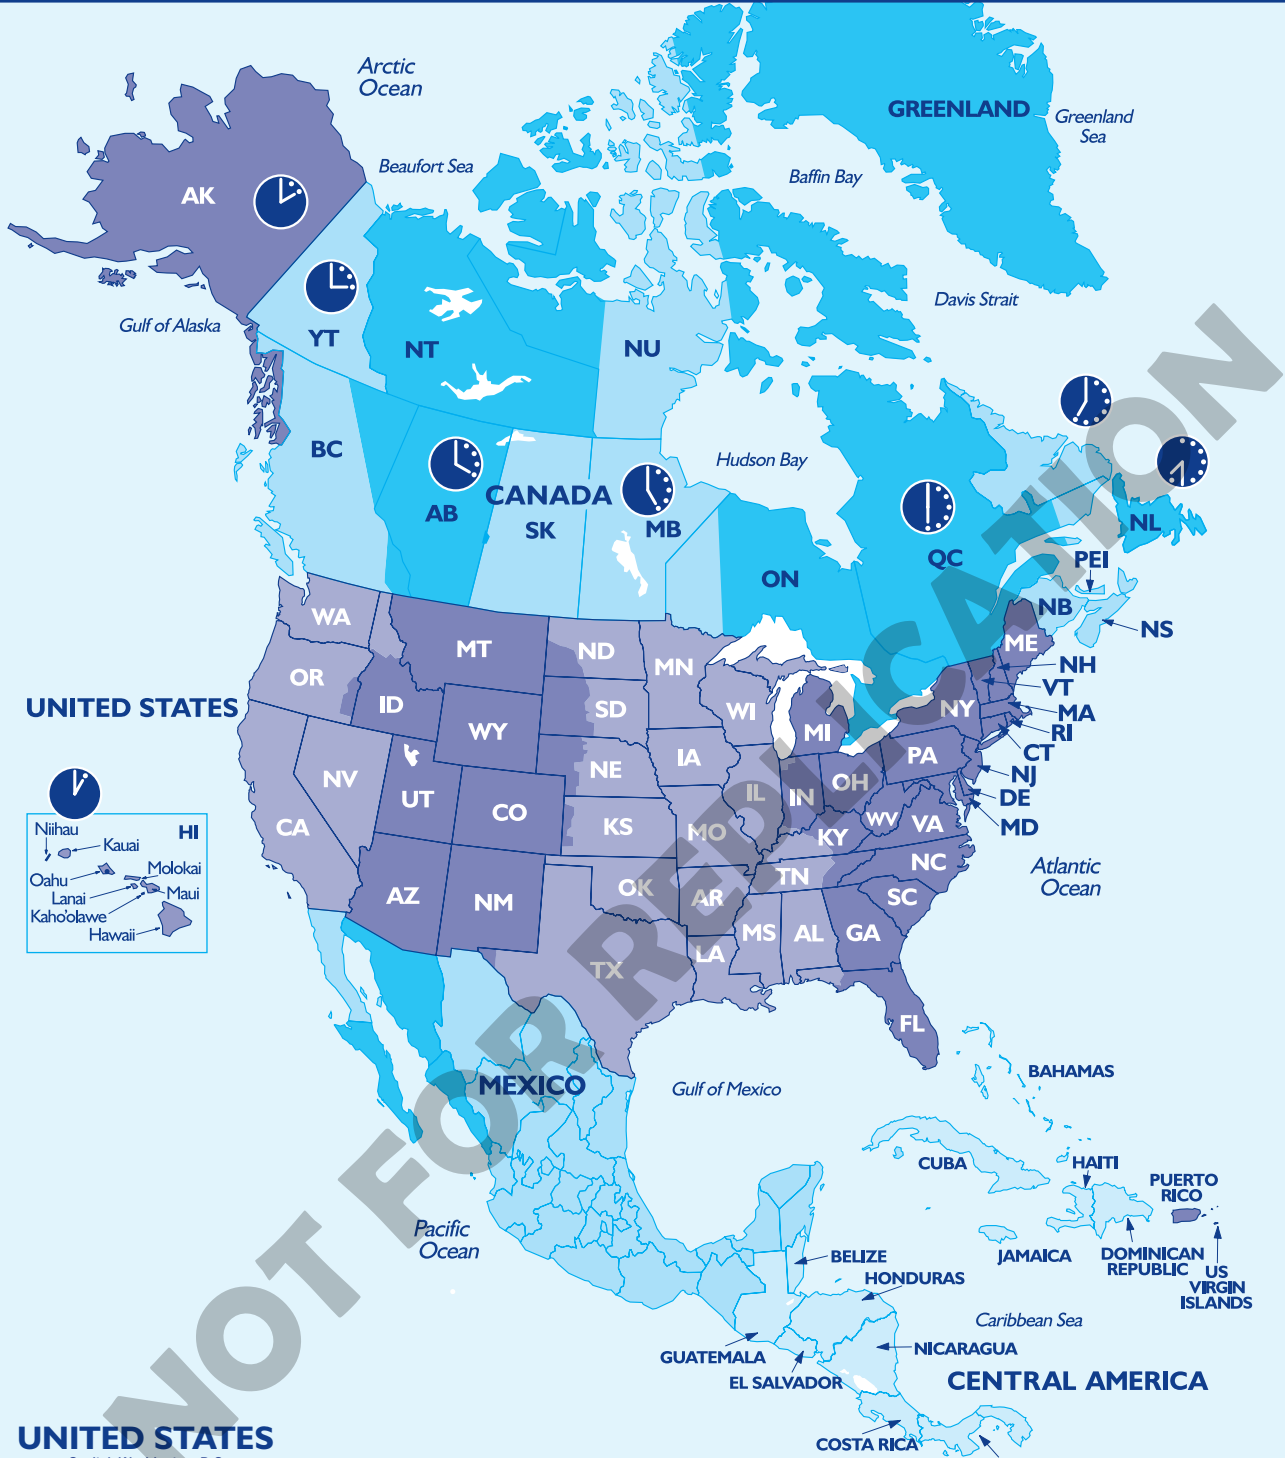 Arctic
Ocean
GREENLAND
Greenland
Sea
Beaufort Sea
Baffin Bay
AK
Davis Strait
Gulf of Alaska
YT
NT
NU
BC
Hudson Bay
CANADA
AB
SK
MB
NL
QC
PEI
ON
NB
NS
WA
MT
ND
MN
ME
OR
NH
ID
SD
WI
VT
UNITED STATES
WY
NY
MA
MI
RI
CT
NV
NE
IA
PA
NJ
UT
CO
IL
IN
OH
DE
CA
KS
MO
WV
VA
MD
KY
HI
Niihau
Kauai
Oahu
Molokai
Lanai
Maui
Kaho'olawe
Hawaii
NC
TN
Atlantic
Ocean
AZ
NM
OK
AR
SC
MS
AL
GA
LA
TX
FL
BAHAMAS
MEXICO
Gulf of Mexico
CUBA
HAITI
PUERTO
RICO
Pacific
Ocean
JAMAICA
DOMINICAN
REPUBLIC
US
VIRGIN
ISLANDS
BELIZE
HONDURAS
Caribbean Sea
GUATEMALA
NICARAGUA
EL SALVADOR
CENTRAL AMERICA
COSTA RICA
UNITED STATES
NOT FOR REPLICATION